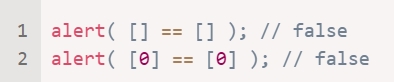 1 alert( [] == [] ); // false
2 alert( [0] == [0] ); // false